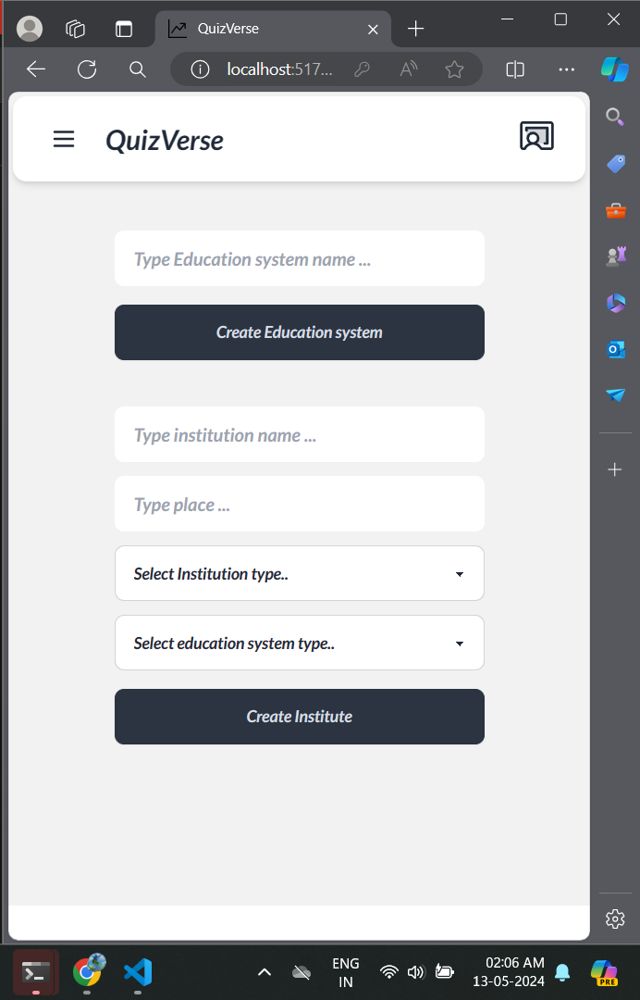 QuizVerse
localhost:517...
QuizVerse
Type Education system name ...
Create Education system
Type institution name ...
Type place ...
Select Institution type..
Select education system type..
Create Institute
ENG
IN
02:06 AM
13-05-2024
PRE